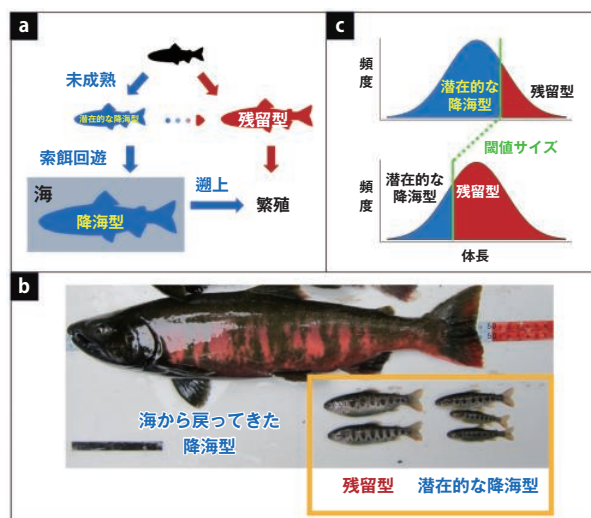 a
未成熟
潜在的な降海型
残留型
索餌回遊
海
降海型
遡上
繁殖
c
頻度
潜在的な
降海型
残留型
閾値サイズ
頻度
潜在的な
降海型
残留型
体長
b
50
50
海から戻ってきた
降海型
残留型
潜在的な降海型